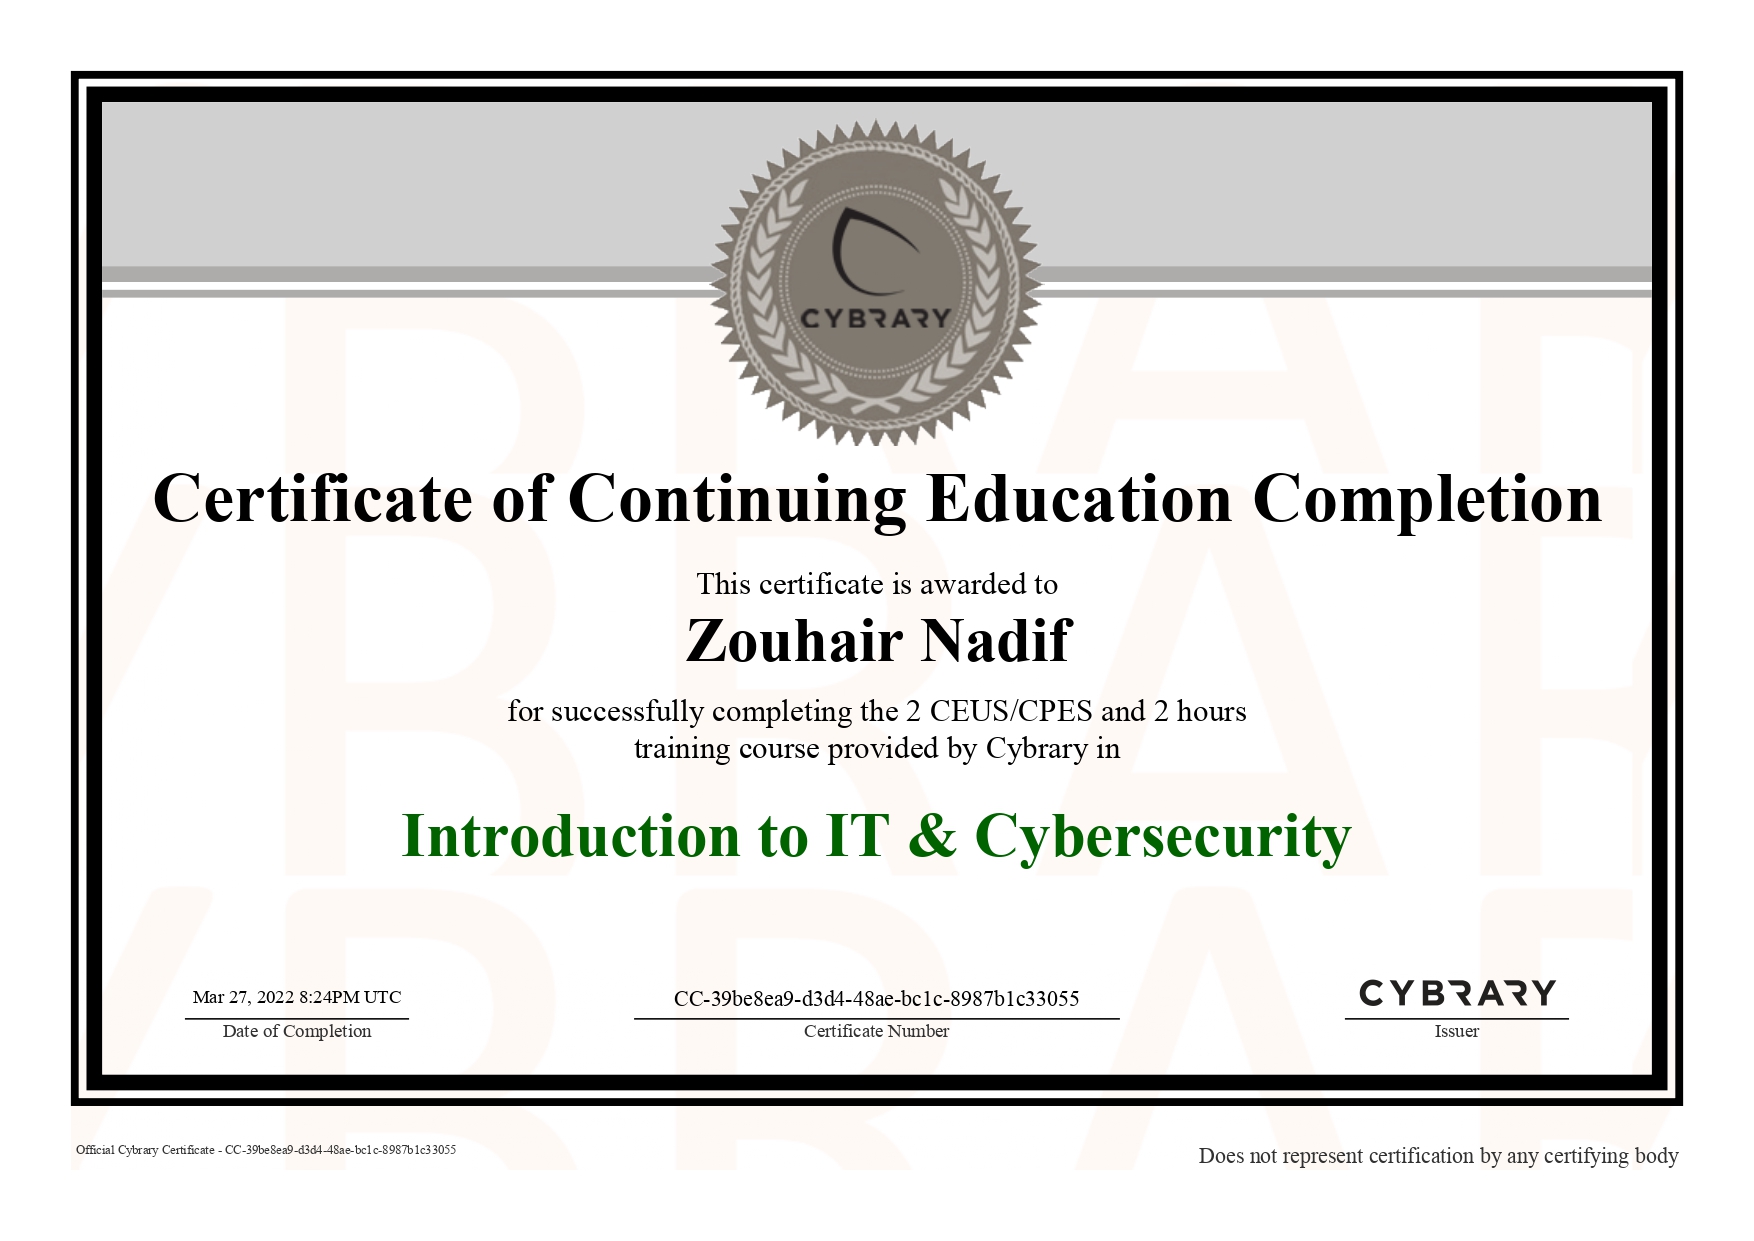 CYBRARY
Certificate of Continuing Education Completion
This certificate is awarded to
Zouhair Nadif
for successfully completing the 2 CEUS/CPES and 2 hours
training course provided by Cybrary in
Introduction to IT & Cybersecurity
Mar 27, 2022 8:24PM UTC
Date of Completion
CC-39be8ea9-d3d4-48ae-bc1c-8987b1c33055
Certificate Number
CYBRARY
Issuer
Official Cybrary Certificate - CC-39be8ea9-d3d4-48ae-bc1c-8987b1c33055
Does not represent certification by any certifying body